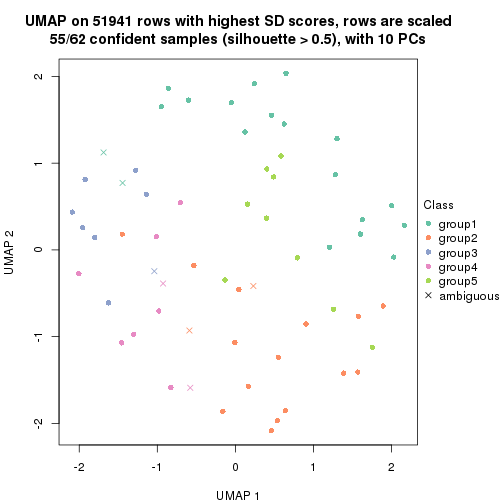 UMAP on 51941 rows with highest SD scores, rows are scaled
55/62 confident samples (silhouette > 0.5), with 10 PCs
2
1
0
-1
-2
UMAP 2
-2
-1
0
1
2
UMAP 1
Class
group1
group2
group3
group4
group5
ambiguous